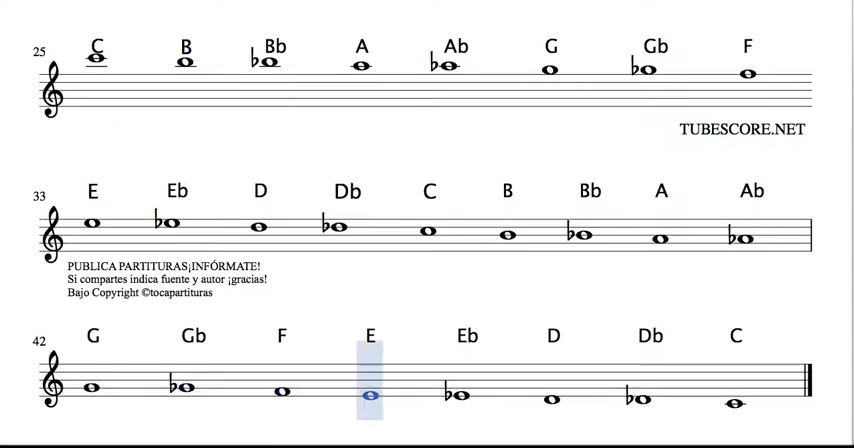 C B Bb A Ab G Gb F
25
TUBESCORE.NET
E Eb D Db C B Bb A Ab
33
PUBLICA PARTITURAS¡INFÓRMATE!
Si compartes indica fuente y autor ¡gracias!
Bajo Copyright ©tocapartituras
G Gb F E Eb D Db C
42